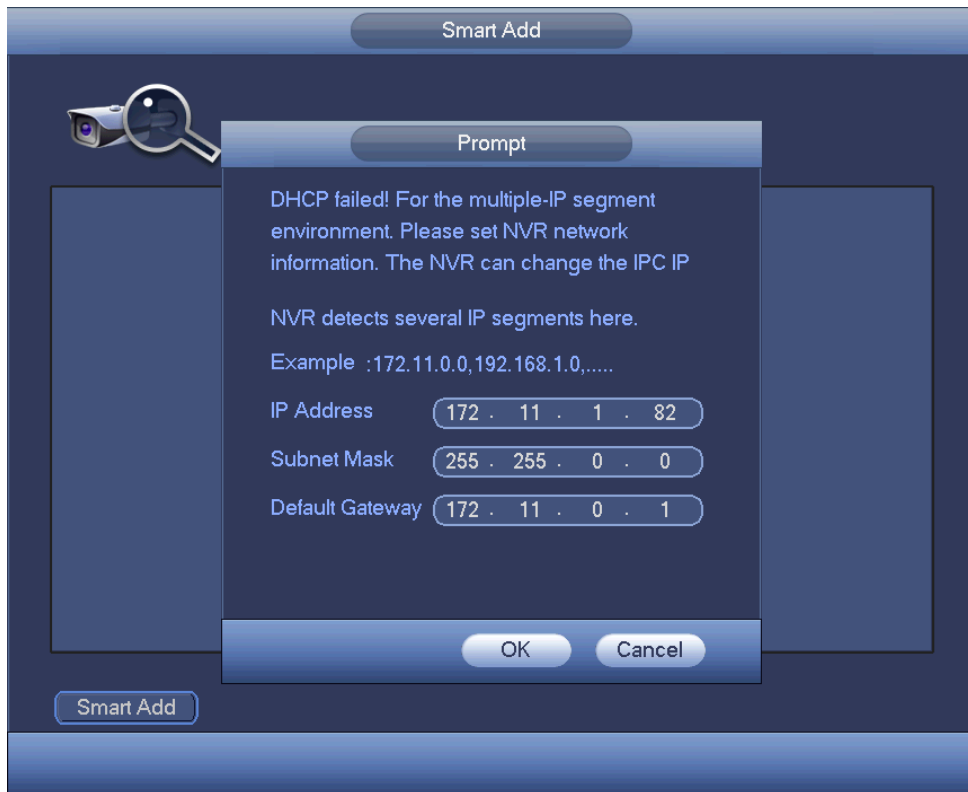 Smart Add
Prompt
DHCP failed! For the multiple-IP segment
environment. Please set NVR network
information. The NVR can change the IPC IP
NVR detects several IP segments here.
Example :172.11.0.0,192.168.1.0,.....
IP Address 172 . 11 . 1 . 82
Subnet Mask 255 . 255 . 0 . 0
Default Gateway 172 . 11 . 0 . 1
OK Cancel
Smart Add